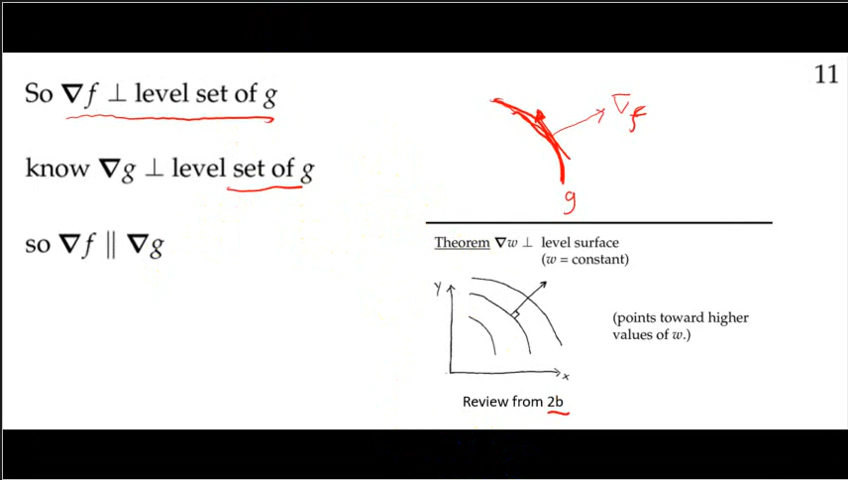 11
So ∇f ⊥ level set of g
know ∇g ⊥ level set of g
so ∇f ∥ ∇g
∇f
g
Theorem ∇w ⊥ level surface
(w = constant)
Y
x
(points toward higher
values of w.)
Review from 2b